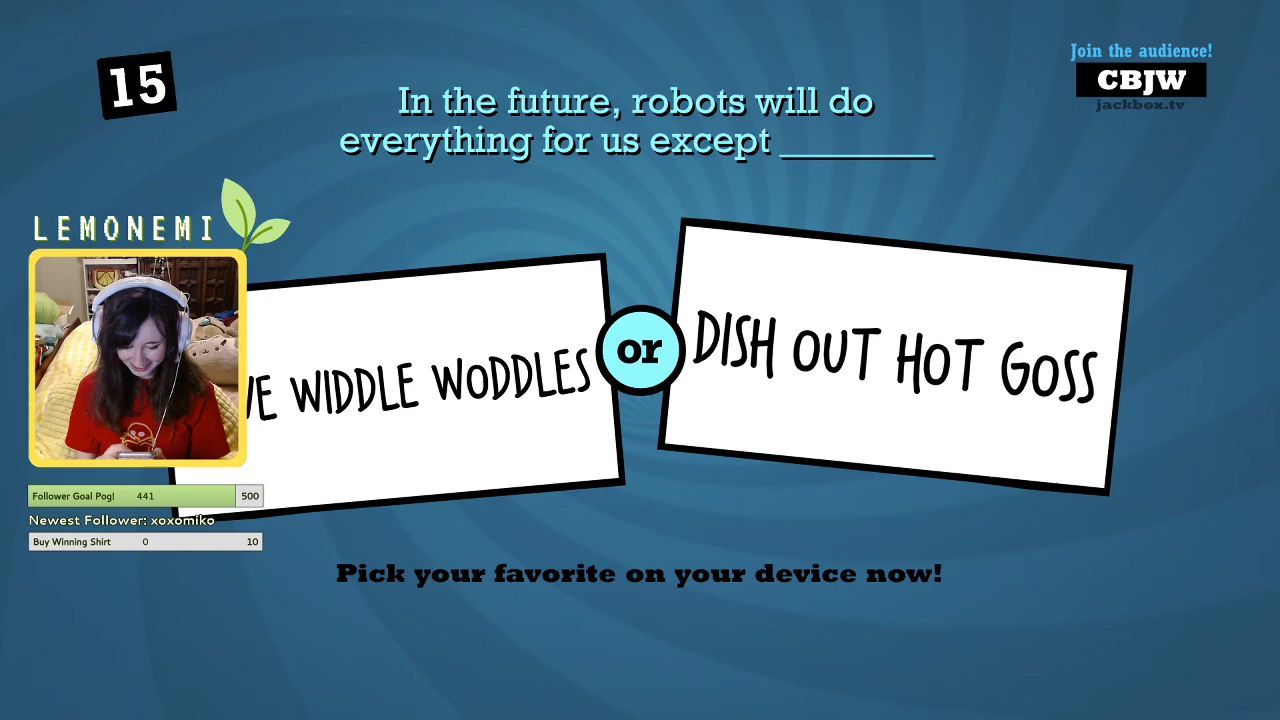 15
Join the audience!
CBJW
jackbox.tv
In the future, robots will do
everything for us except ________
LEMONEMI
WIDDLE WODDLES
or
DISH OUT HOT GOSS
Follower Goal Pog! 441 500
Newest Follower: xoxomiko
Buy Winning Shirt 0 10
Pick your favorite on your device now!